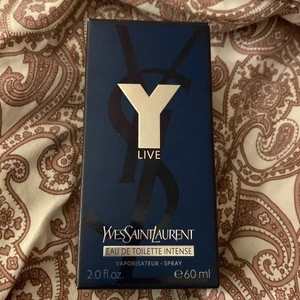 Y
LIVE
YVESSAINTLAURENT
EAU DE TOILETTE INTENSE
VAPORISATEUR - SPRAY
2.0 fl.oz. ℮60 ml